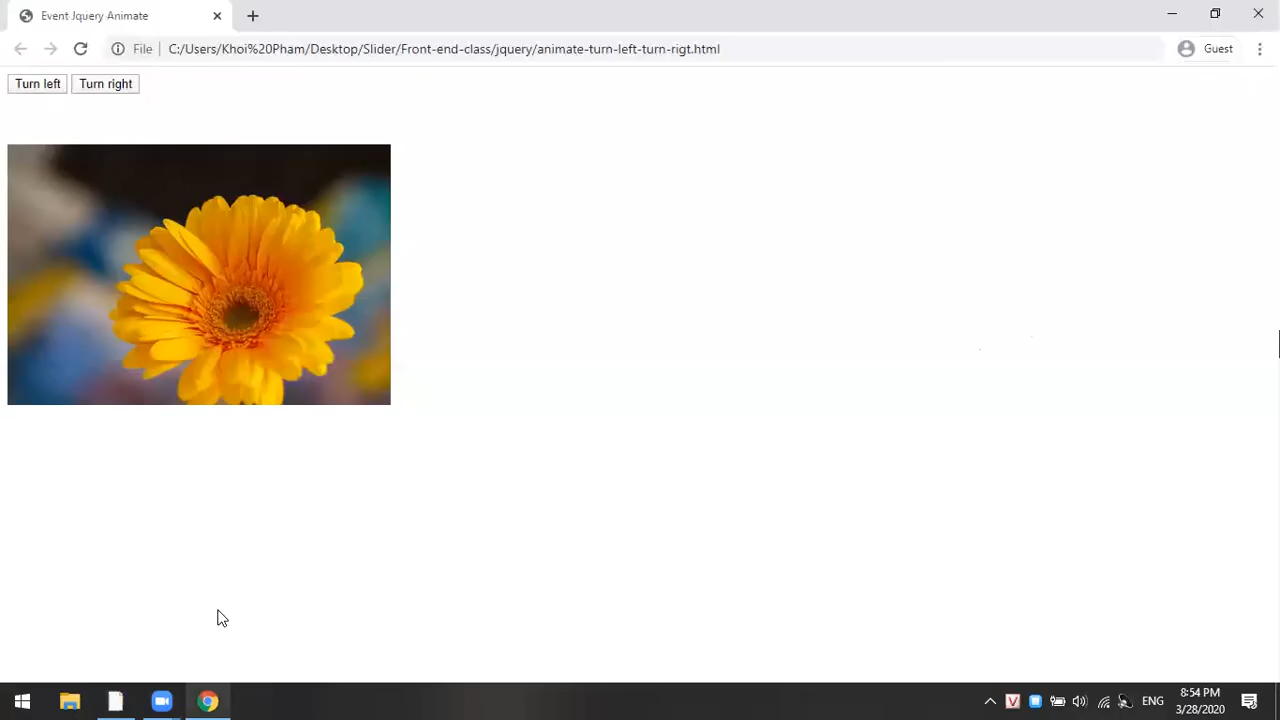 Event Jquery Animate
File
C:/Users/Khoi%20Pham/Desktop/Slider/Front-end-class/jquery/animate-turn-left-turn-rigt.html
Guest
Turn left Turn right
V
ENG
8:54 PM
3/28/2020